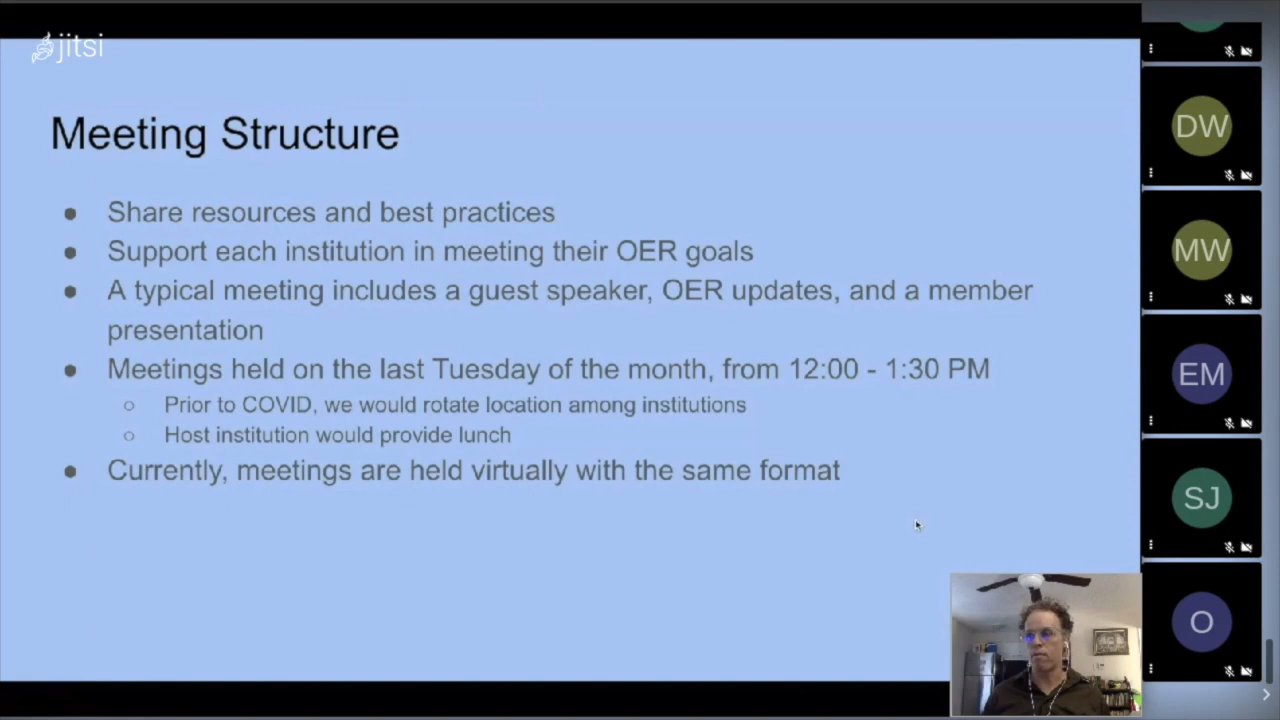 jitsi
Meeting Structure
● Share resources and best practices
● Support each institution in meeting their OER goals
● A typical meeting includes a guest speaker, OER updates, and a member
presentation
● Meetings held on the last Tuesday of the month, from 12:00 - 1:30 PM
○ Prior to COVID, we would rotate location among institutions
○ Host institution would provide lunch
● Currently, meetings are held virtually with the same format
DW
MW
EM
SJ
O